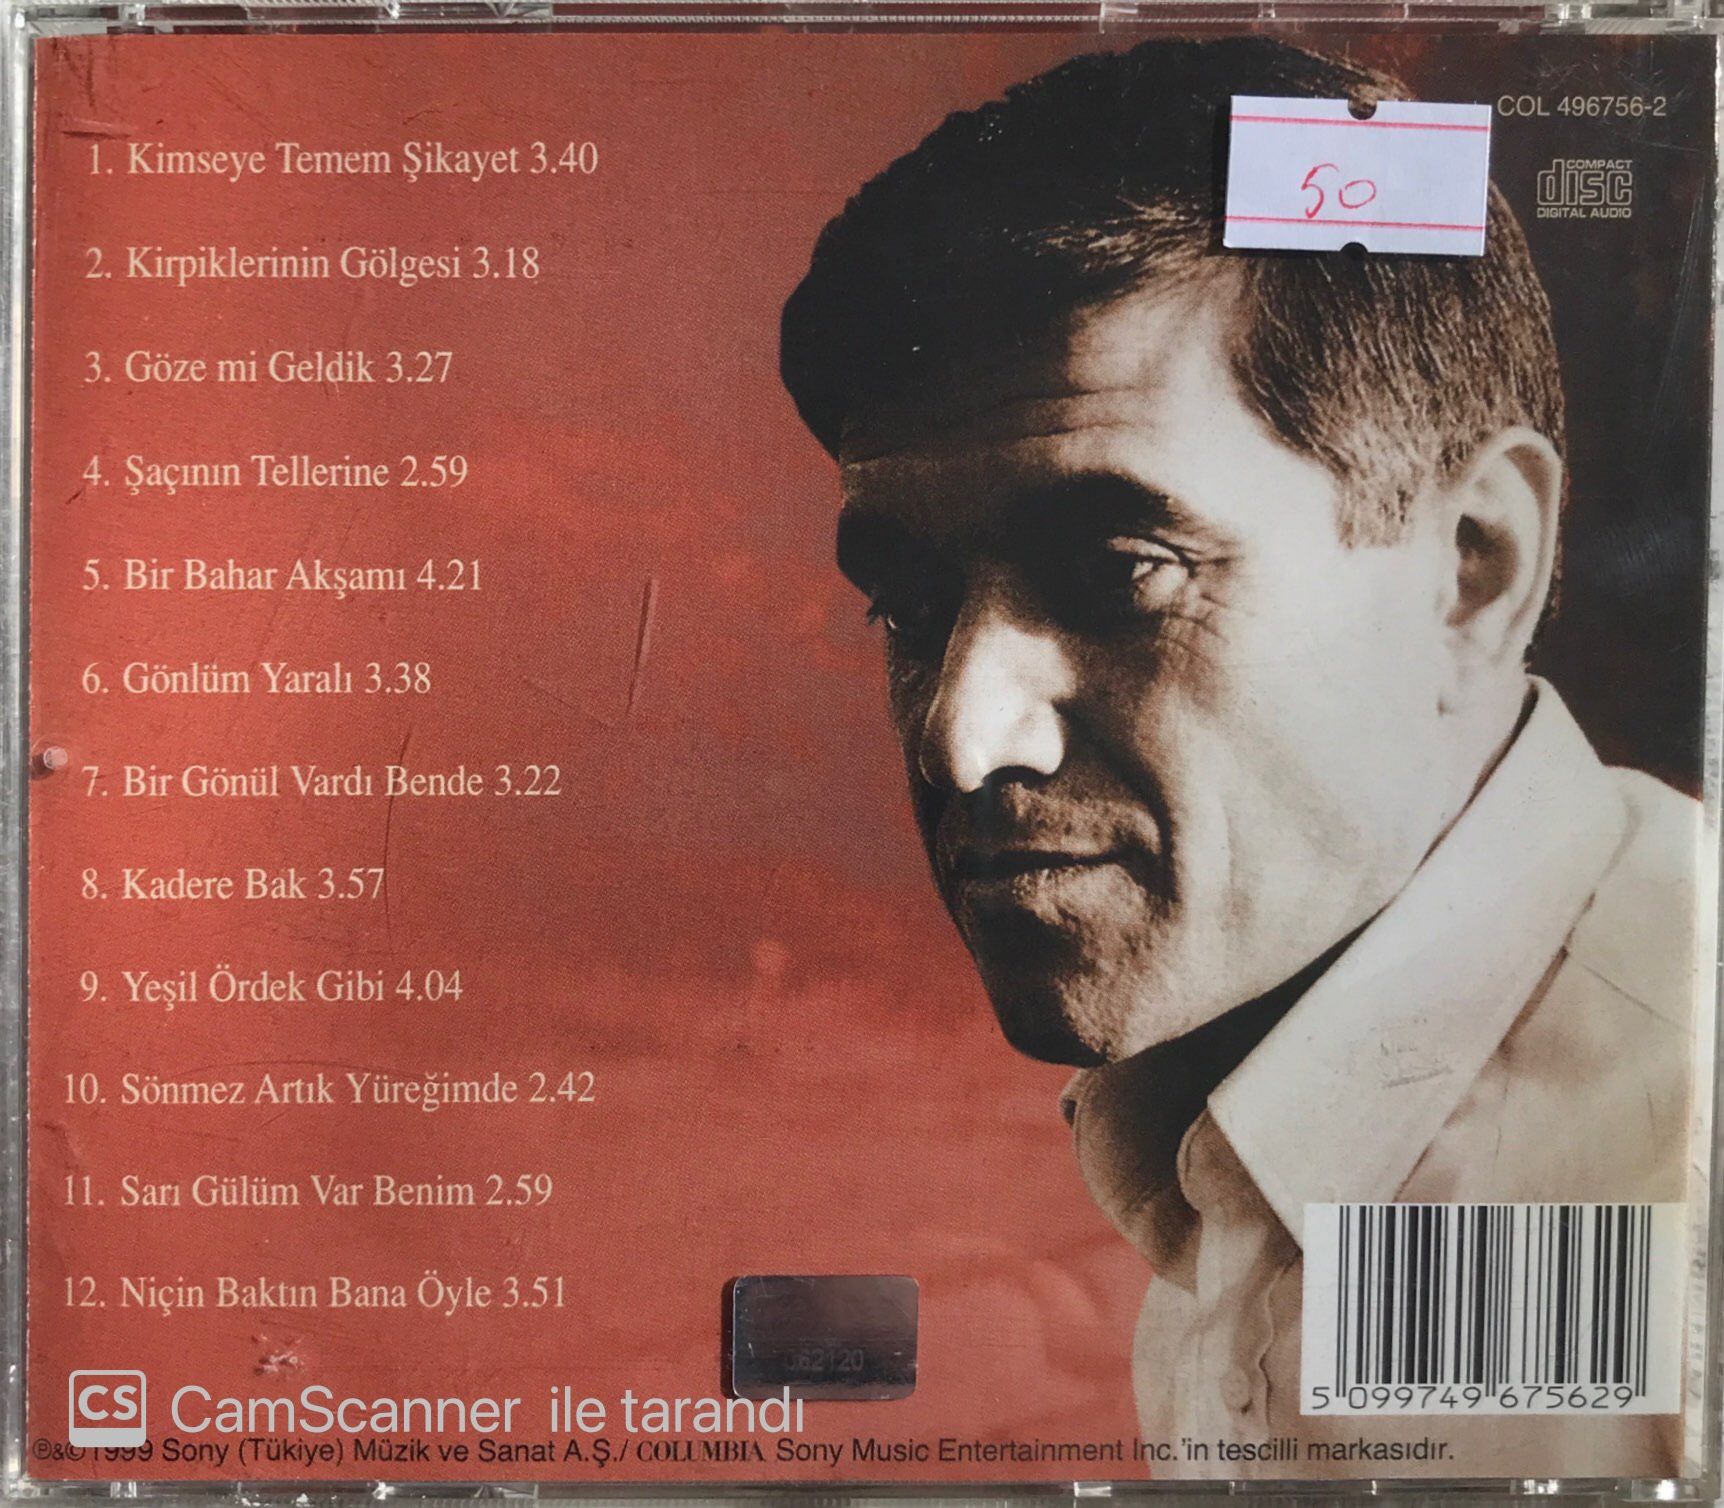 COL 496756-2
50
COMPACT
disc
DIGITAL AUDIO
1. Kimseye Temem Şikayet 3.40
2. Kirpiklerinin Gölgesi 3.18
3. Göze mi Geldik 3.27
4. Şaçının Tellerine 2.59
5. Bir Bahar Akşamı 4.21
6. Gönlüm Yaralı 3.38
7. Bir Gönül Vardı Bende 3.22
8. Kadere Bak 3.57
9. Yeşil Ördek Gibi 4.04
10. Sönmez Artık Yüreğimde 2.42
11. Sarı Gülüm Var Benim 2.59
12. Niçin Baktın Bana Öyle 3.51
62120
5 099749 675629
CS CamScanner ile tarandı
℗&© 1999 Sony (Tükiye) Müzik ve Sanat A.Ş./ COLUMBIA Sony Music Entertainment Inc.'in tescilli markasıdır.